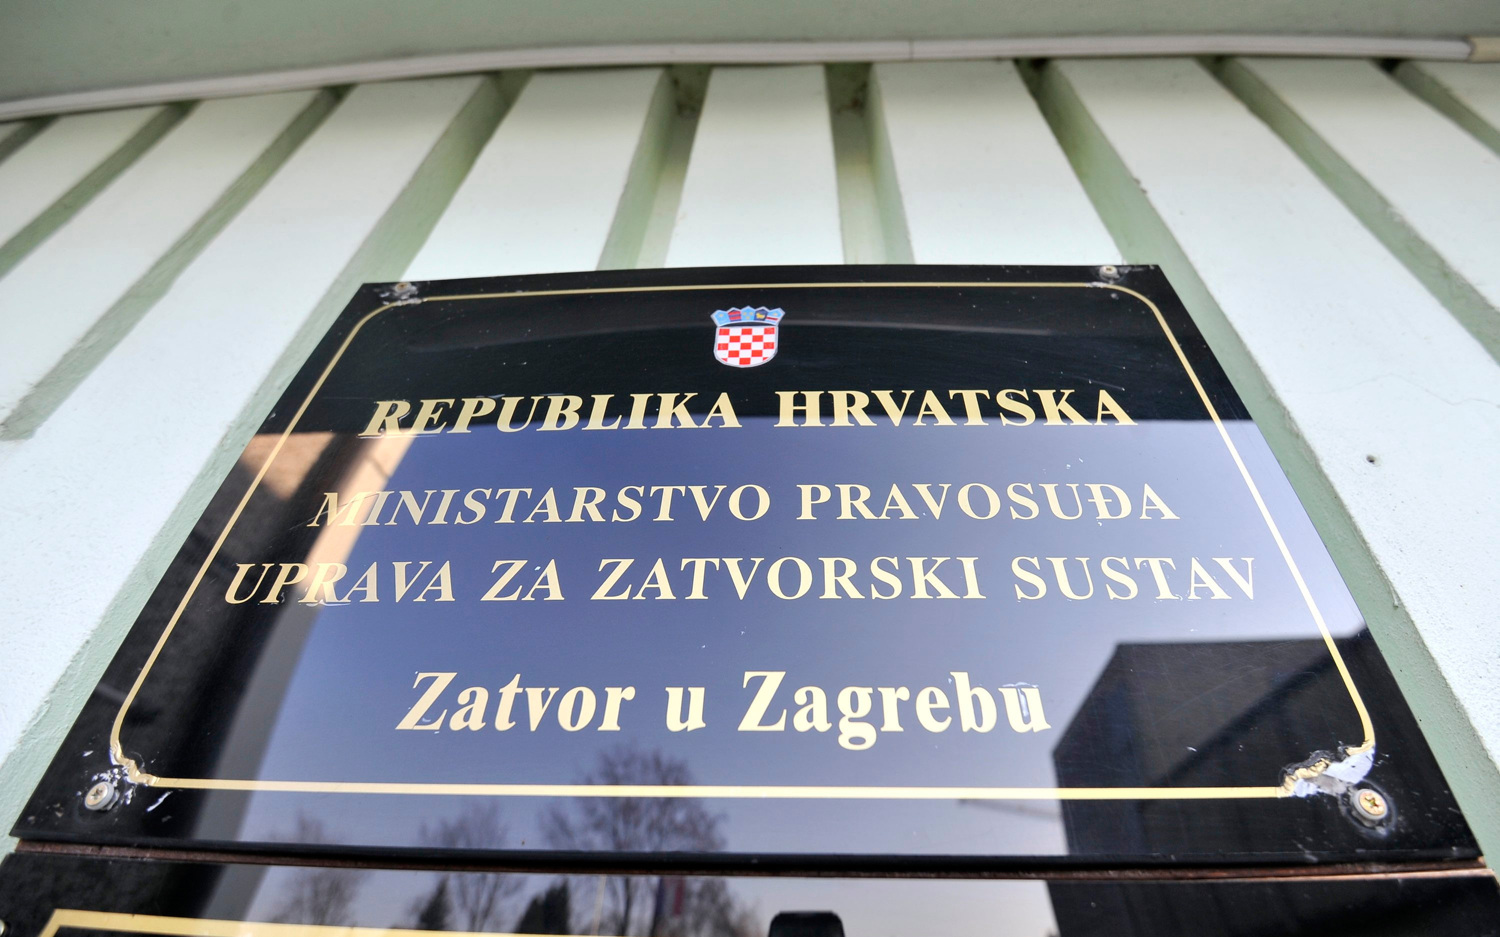 REPUBLIKA HRVATSKA
MINISTARSTVO PRAVOSUĐA
UPRAVA ZA ZATVORSKI SUSTAV
Zatvor u Zagrebu